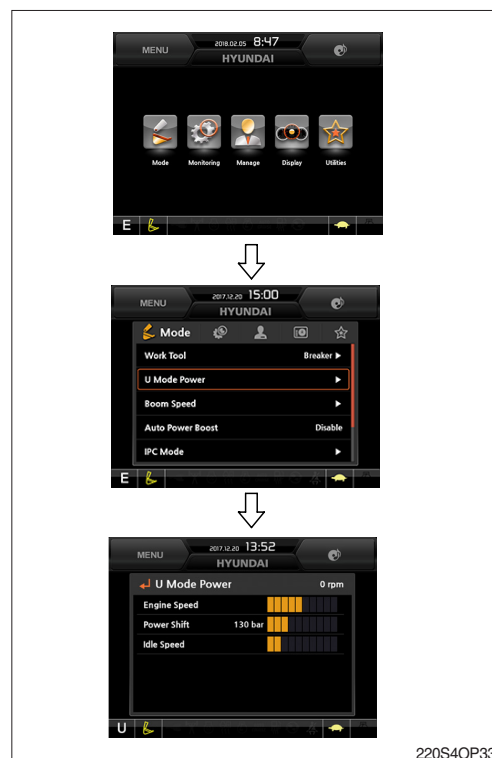 MENU 2018.02.05 8:47
HYUNDAI
Mode Monitoring Manage Display Utilities
E
MENU 2017.12.20 15:00
HYUNDAI
Mode
Work Tool Breaker ▶
U Mode Power ▶
Boom Speed ▶
Auto Power Boost Disable
IPC Mode ▶
E
MENU 2017.12.20 13:52
HYUNDAI
U Mode Power 0 rpm
Engine Speed
Power Shift 130 bar
Idle Speed
U
220S4OP33